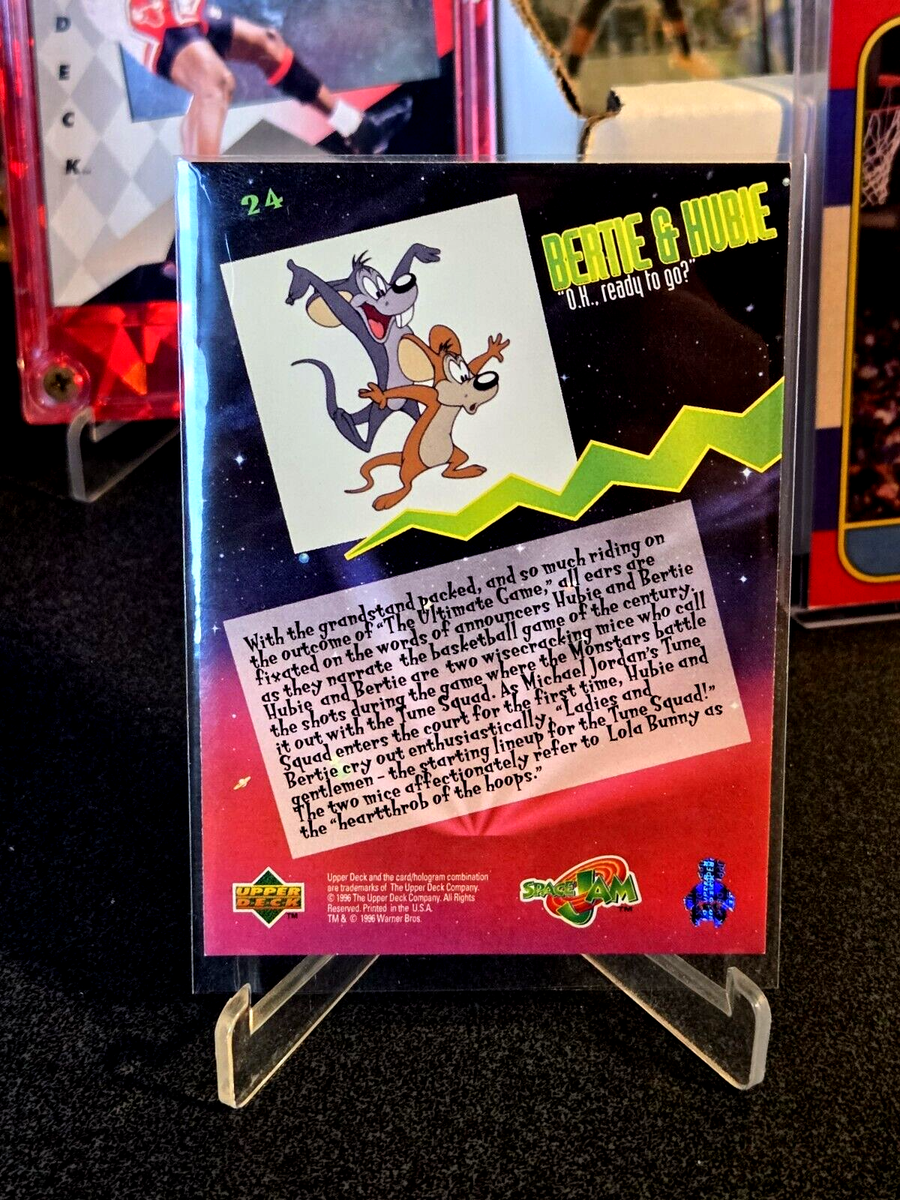 D
E
C
K
24
BERTIE & HUBIE
"O.K., ready to go?"
With the grandstand packed, and so much riding on
the outcome of "The Ultimate Game," all ears are
fixated on the words of announcers Hubie and Bertie
as they narrate the basketball game of the century.
Hubie and Bertie are two wisecracking mice who call
the shots during the game where the Monstars battle
it out with the Tune Squad. As Michael Jordan's Tune
Squad enters the court for the first time, Hubie and
Bertie cry out enthusiastically, "Ladies and
gentlemen – the starting lineup for the Tune Squad!"
The two mice affectionately refer to Lola Bunny as
the "heartthrob of the hoops."
UPPER
DECK
TM
Upper Deck and the card/hologram combination
are trademarks of The Upper Deck Company.
© 1996 The Upper Deck Company. All Rights
Reserved. Printed in the U.S.A.
TM & © 1996 Warner Bros.
SPACE JAM
TM